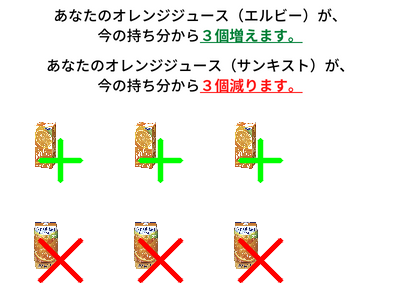 あなたのオレンジジュース（エルビー）が、
今の持ち分から３個増えます。
あなたのオレンジジュース（サンキスト）が、
今の持ち分から３個減ります。